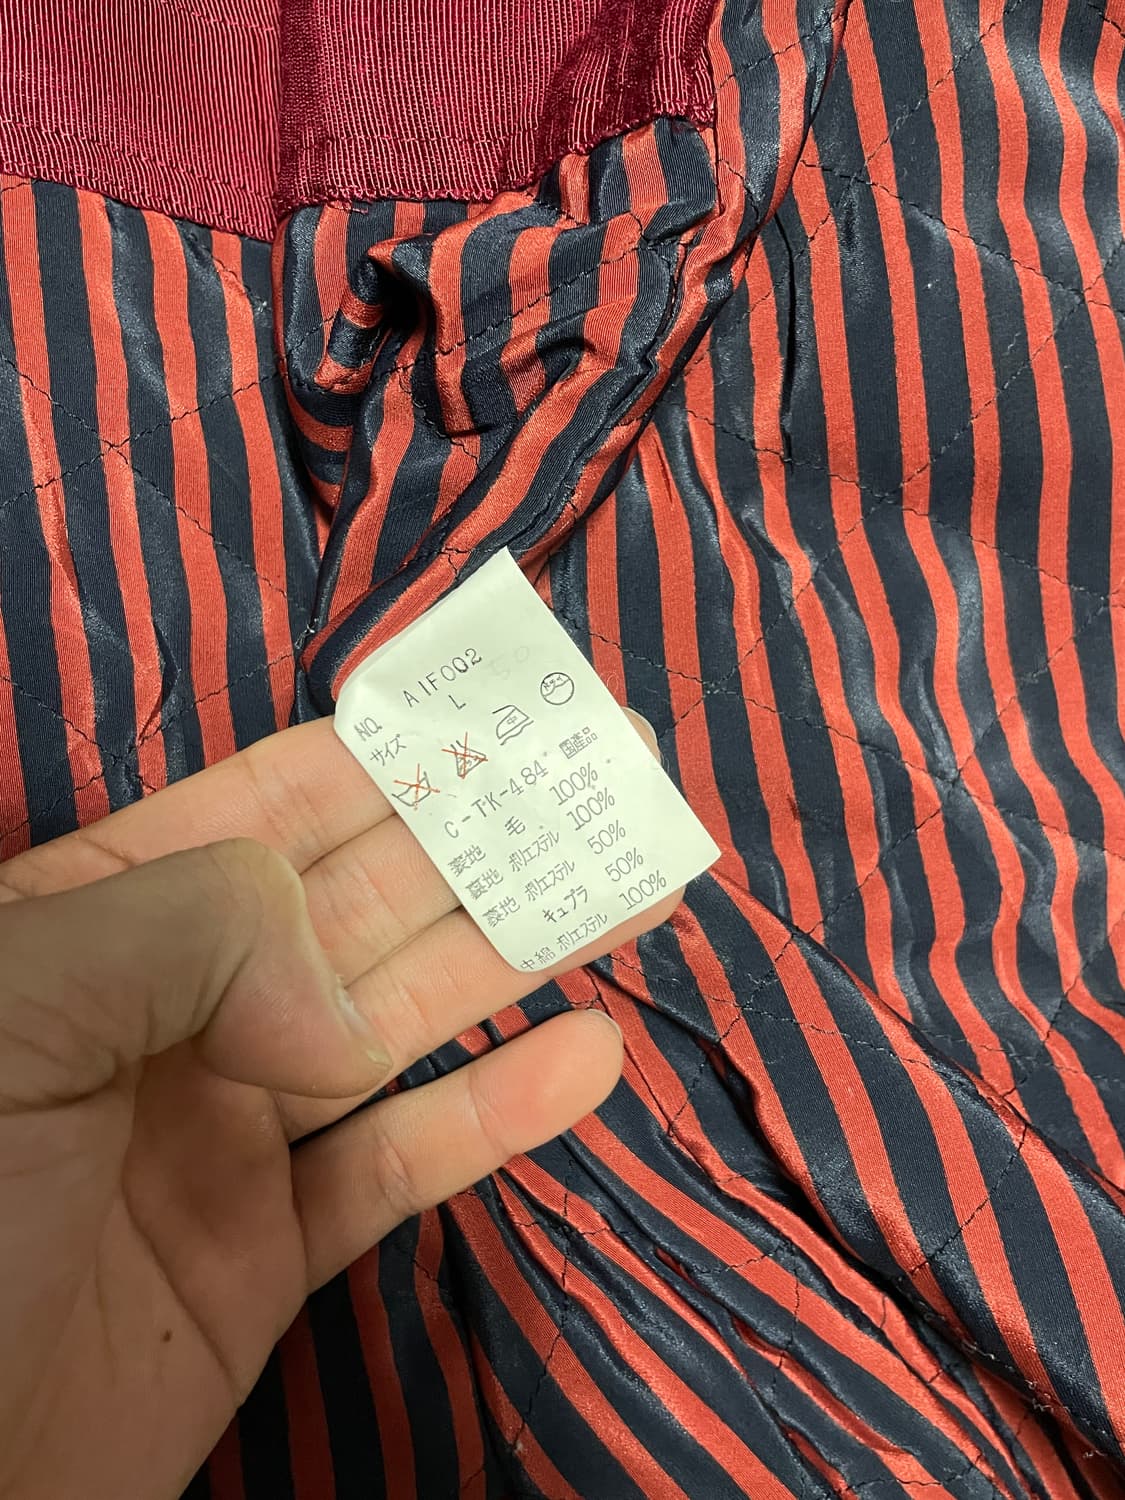 NO. AIF002
サイズ L
C-TK-484 国産品
表地 毛 100%
裏地 ポリエステル 100%
裏地 ポリエステル 50%
キュプラ 50%
中綿 ポリエステル 100%